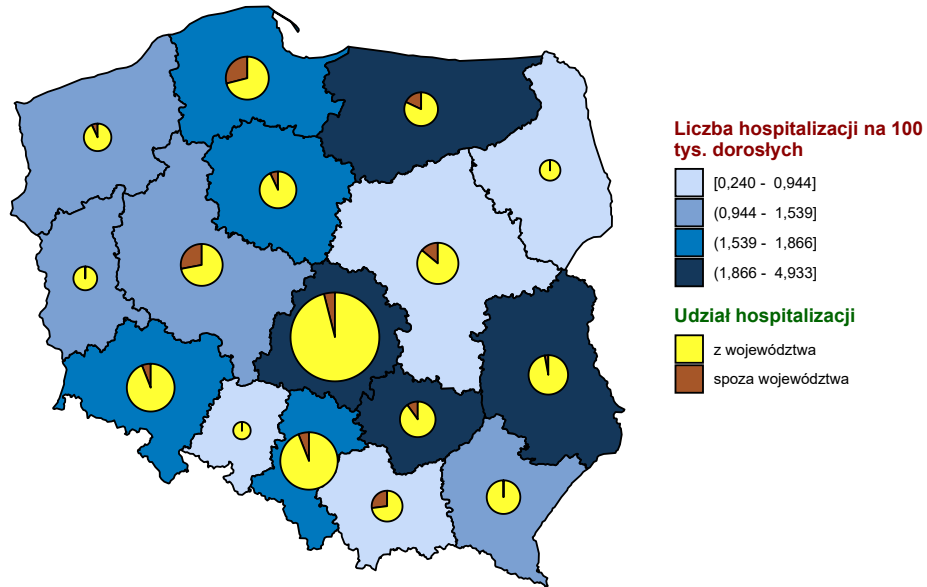 Liczba hospitalizacji na 100
tys. dorosłych
[0,240 - 0,944]
(0,944 - 1,539]
(1,539 - 1,866]
(1,866 - 4,933]
Udział hospitalizacji
z województwa
spoza województwa